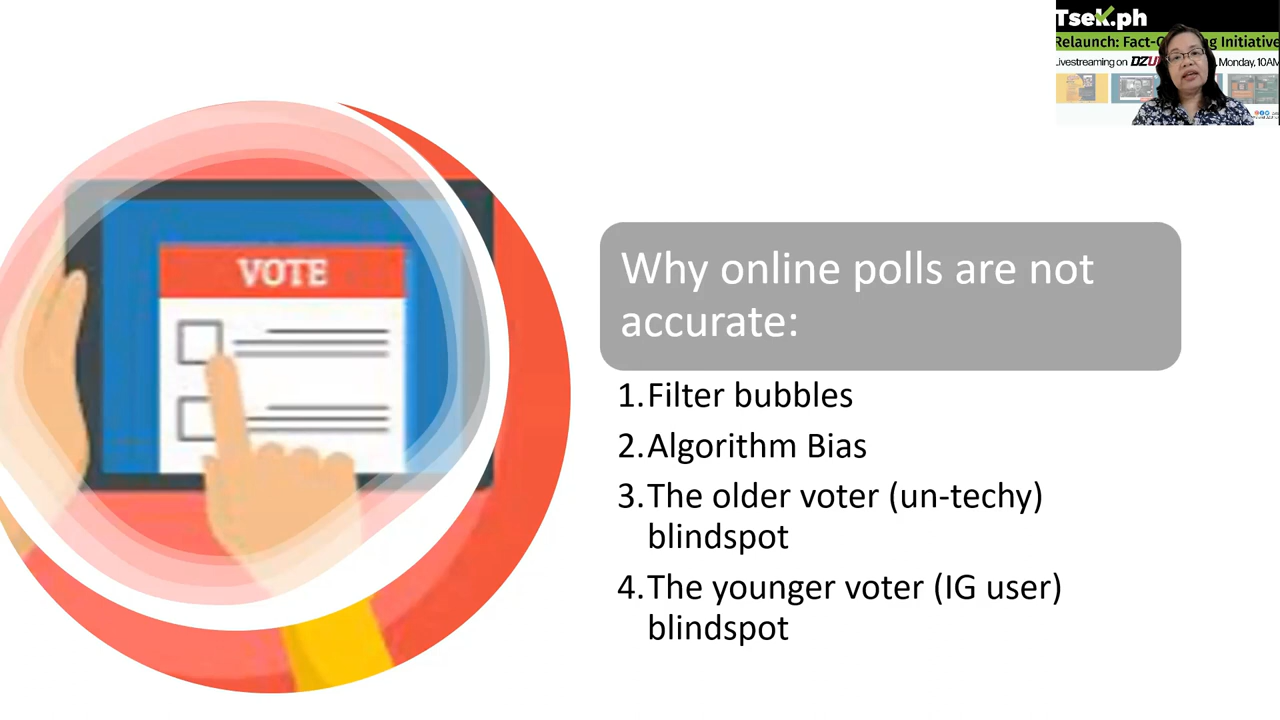 Tsek.ph
Relaunch: Fact- Initiative
Livestreaming on Monday, 10AM
VOTE
Why online polls are not
accurate:
1.Filter bubbles
2.Algorithm Bias
3.The older voter (un-techy)
blindspot
4.The younger voter (IG user)
blindspot